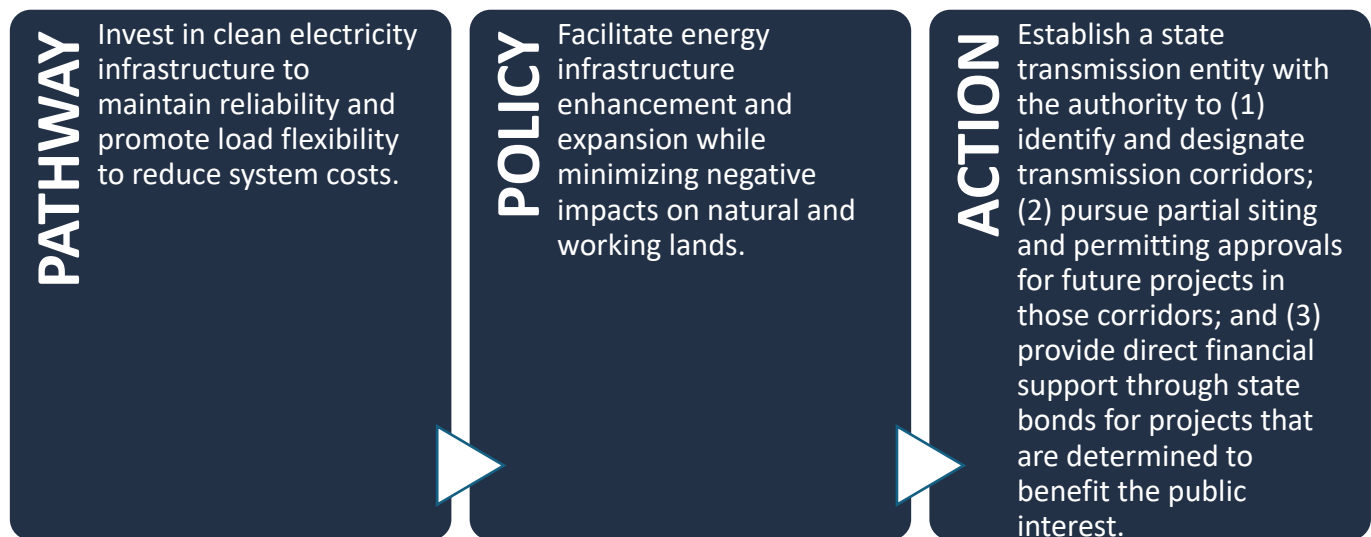 PATHWAY
Invest in clean electricity
infrastructure to
maintain reliability and
promote load flexibility
to reduce system costs.
POLICY
Facilitate energy
infrastructure
enhancement and
expansion while
minimizing negative
impacts on natural and
working lands.
ACTION
Establish a state
transmission entity with
the authority to (1)
identify and designate
transmission corridors;
(2) pursue partial siting
and permitting approvals
for future projects in
those corridors; and (3)
provide direct financial
support through state
bonds for projects that
are determined to
benefit the public
interest.